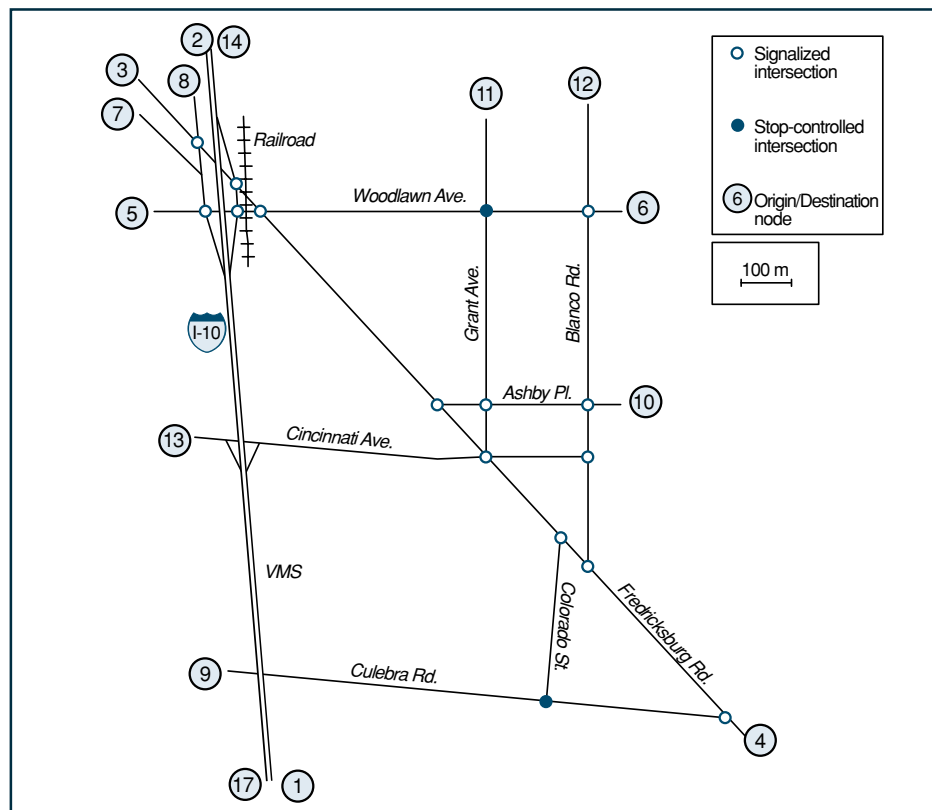 2 14
3 8
7
11
12
Railroad
5
Woodlawn Ave.
6
Grant Ave.
Blanco Rd.
I-10
Ashby Pl.
10
13
Cincinnati Ave.
VMS
Colorado St.
Fredricksburg Rd.
9
Culebra Rd.
4
17 1
Signalized
intersection
Stop-controlled
intersection
6 Origin/Destination
node
100 m